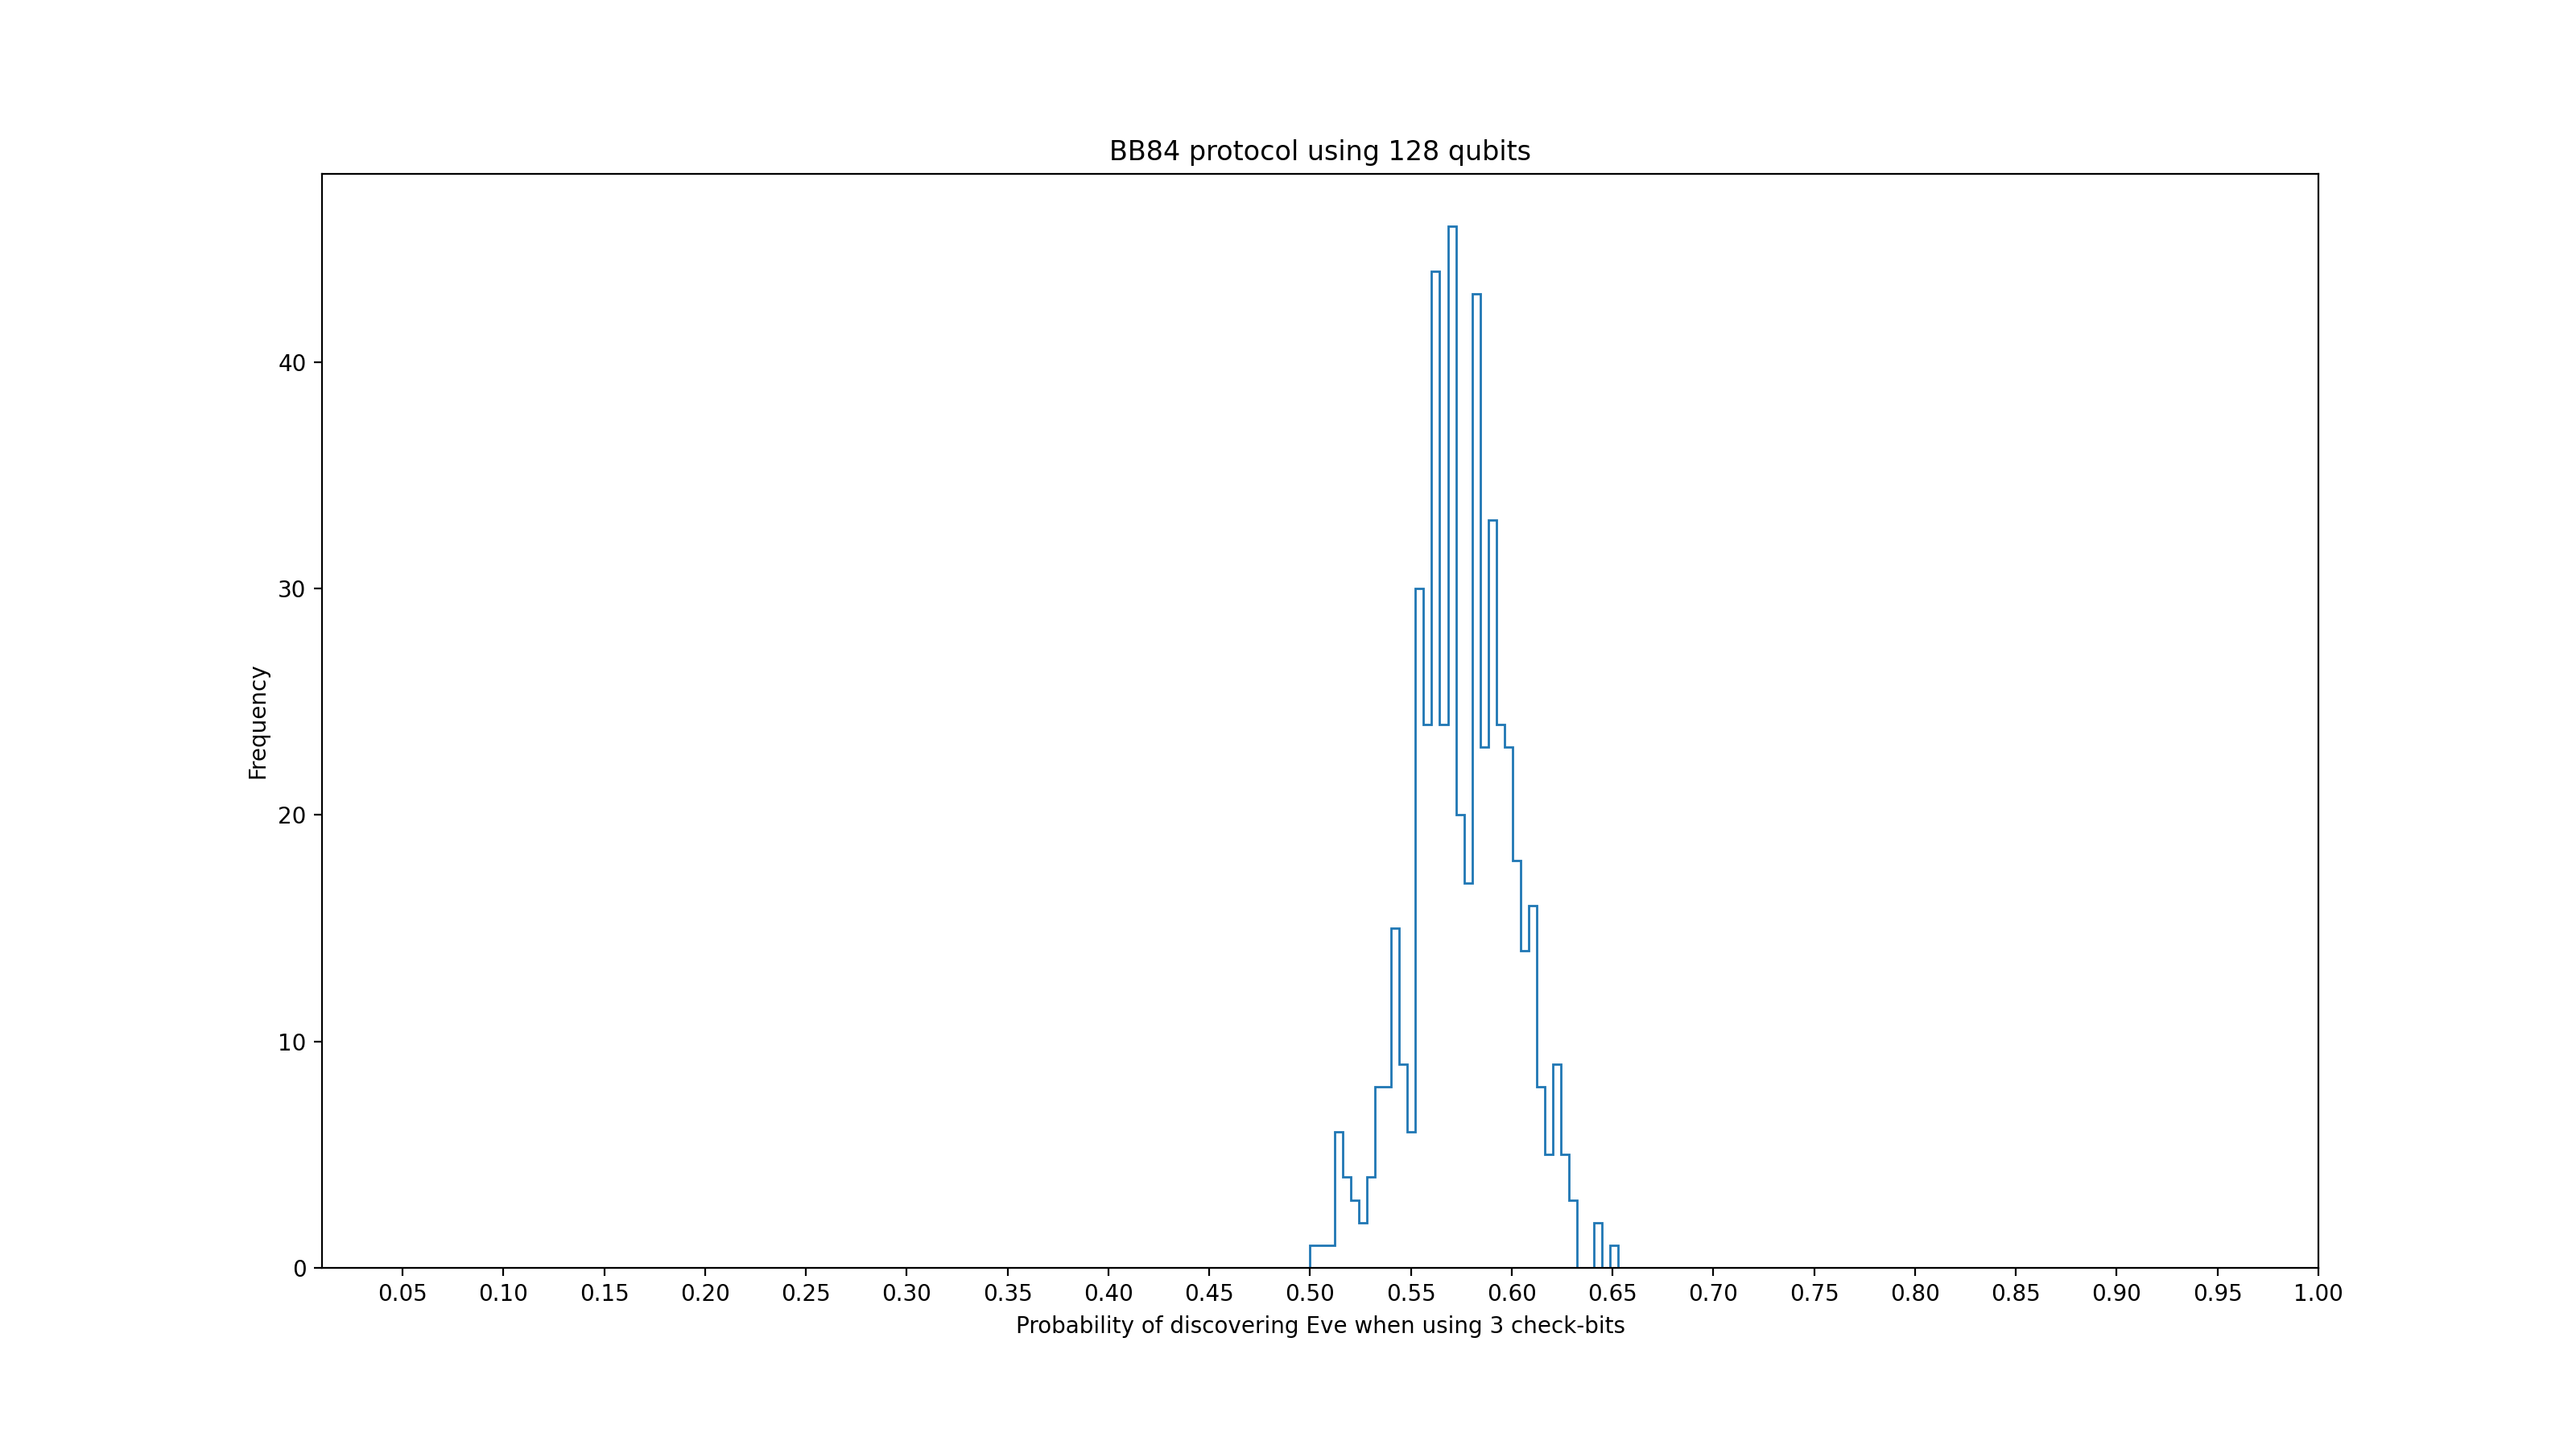 BB84 protocol using 128 qubits
Frequency
40
30
20
10
0
0.05 0.10 0.15 0.20 0.25 0.30 0.35 0.40 0.45 0.50 0.55 0.60 0.65 0.70 0.75 0.80 0.85 0.90 0.95 1.00
Probability of discovering Eve when using 3 check-bits